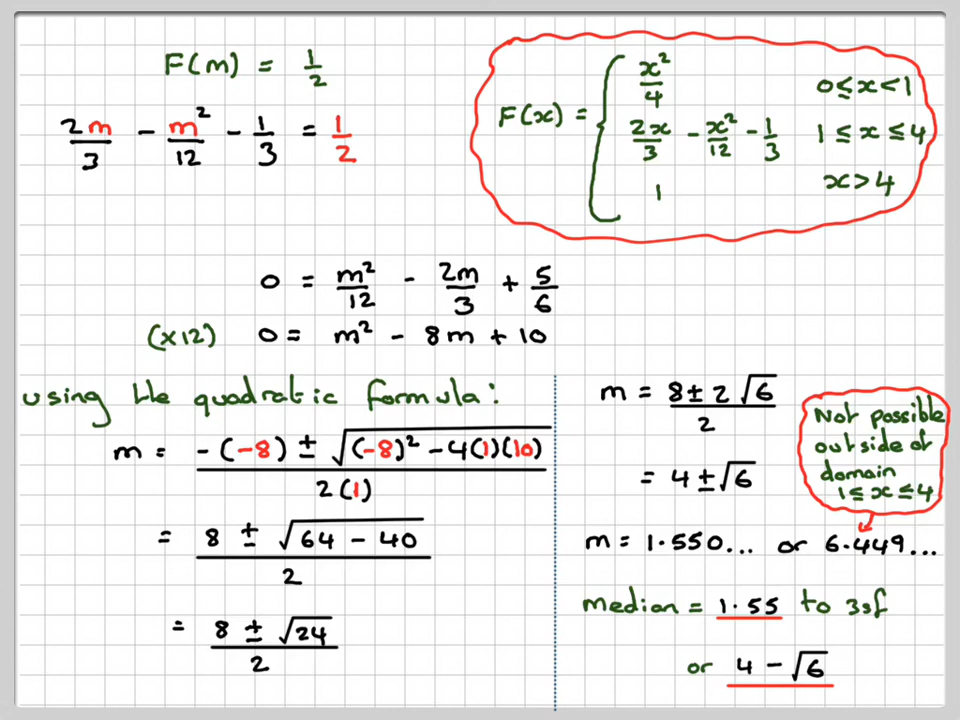 F(m) = 1/2
2m/3 - m²/12 - 1/3 = 1/2
F(x) = { x²/4 0≤x<1
2x/3 - x²/12 - 1/3 1≤x≤4
1 x>4
0 = m²/12 - 2m/3 + 5/6
(x12) 0 = m² - 8m + 10
using the quadratic formula:
m = (-(-8) ± √((-8)² - 4(1)(10)))/(2(1))
= (8 ± √(64 - 40))/2
= (8 ± √24)/2
m = (8 ± 2√6)/2
= 4 ± √6
Not possible
outside of
domain
1≤x≤4
m = 1.550... or 6.449...
median = 1.55 to 3sf
or 4 - √6